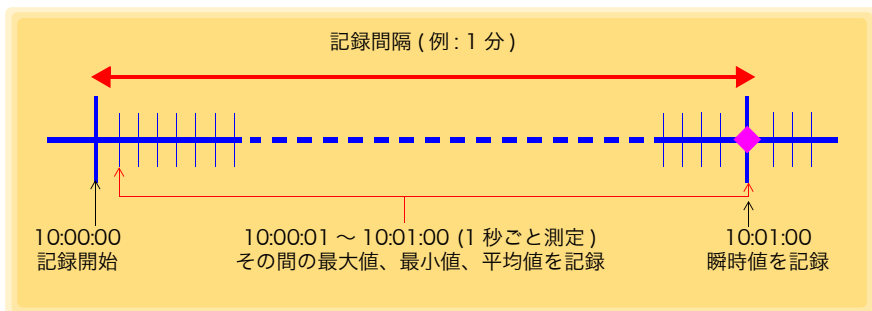 記録間隔 ( 例 : 1 分 )
10:00:00
記録開始
10:00:01 ～ 10:01:00 (1 秒ごと測定 )
その間の最大値、最小値、平均値を記録
10:01:00
瞬時値を記録